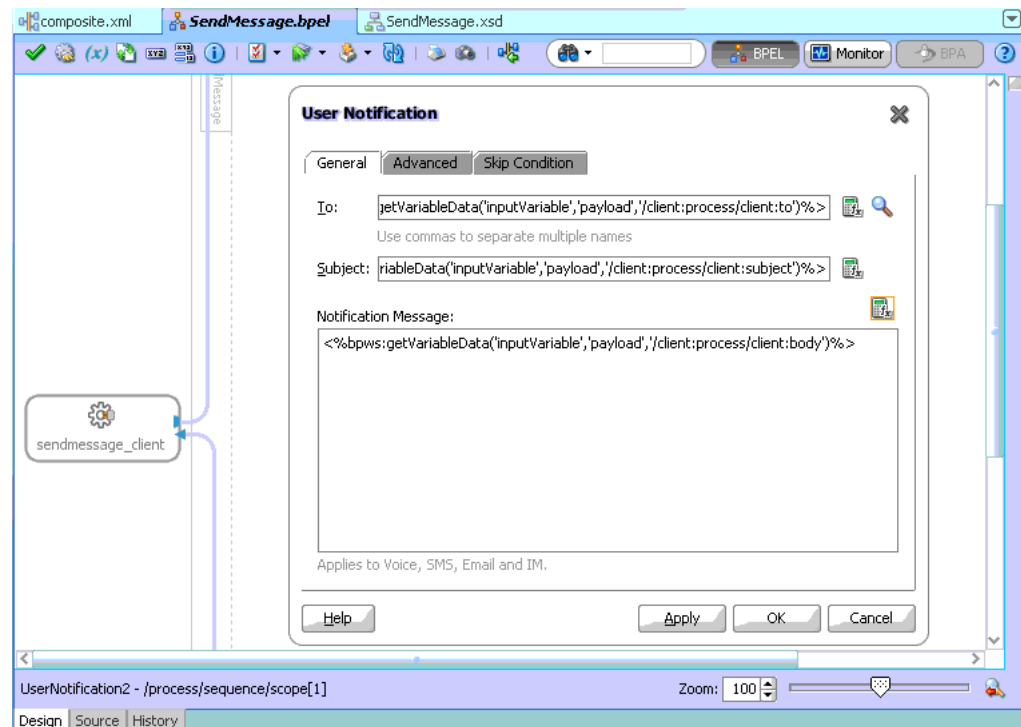 composite.xml SendMessage.bpel SendMessage.xsd
(x) XYZ BPEL Monitor BPA
Message
User Notification
General Advanced Skip Condition
To: getVariableData('inputVariable','payload','/client:process/client:to')%>
Use commas to separate multiple names
Subject: riableData('inputVariable','payload','/client:process/client:subject')%>
Notification Message:
<%bpws:getVariableData('inputVariable','payload','/client:process/client:body')%>
sendmessage_client
Applies to Voice, SMS, Email and IM.
Help Apply OK Cancel
UserNotification2 - /process/sequence/scope[1] Zoom: 100
Design Source History